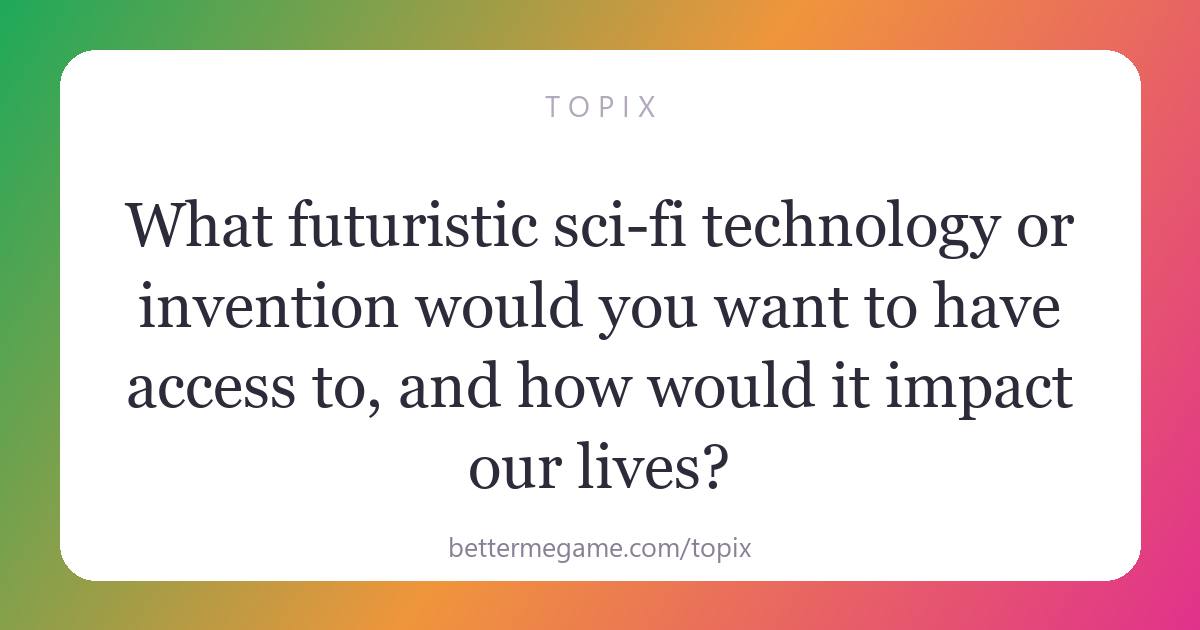 TOPIX
What futuristic sci-fi technology or
invention would you want to have
access to, and how would it impact
our lives?
bettermegame.com/topix